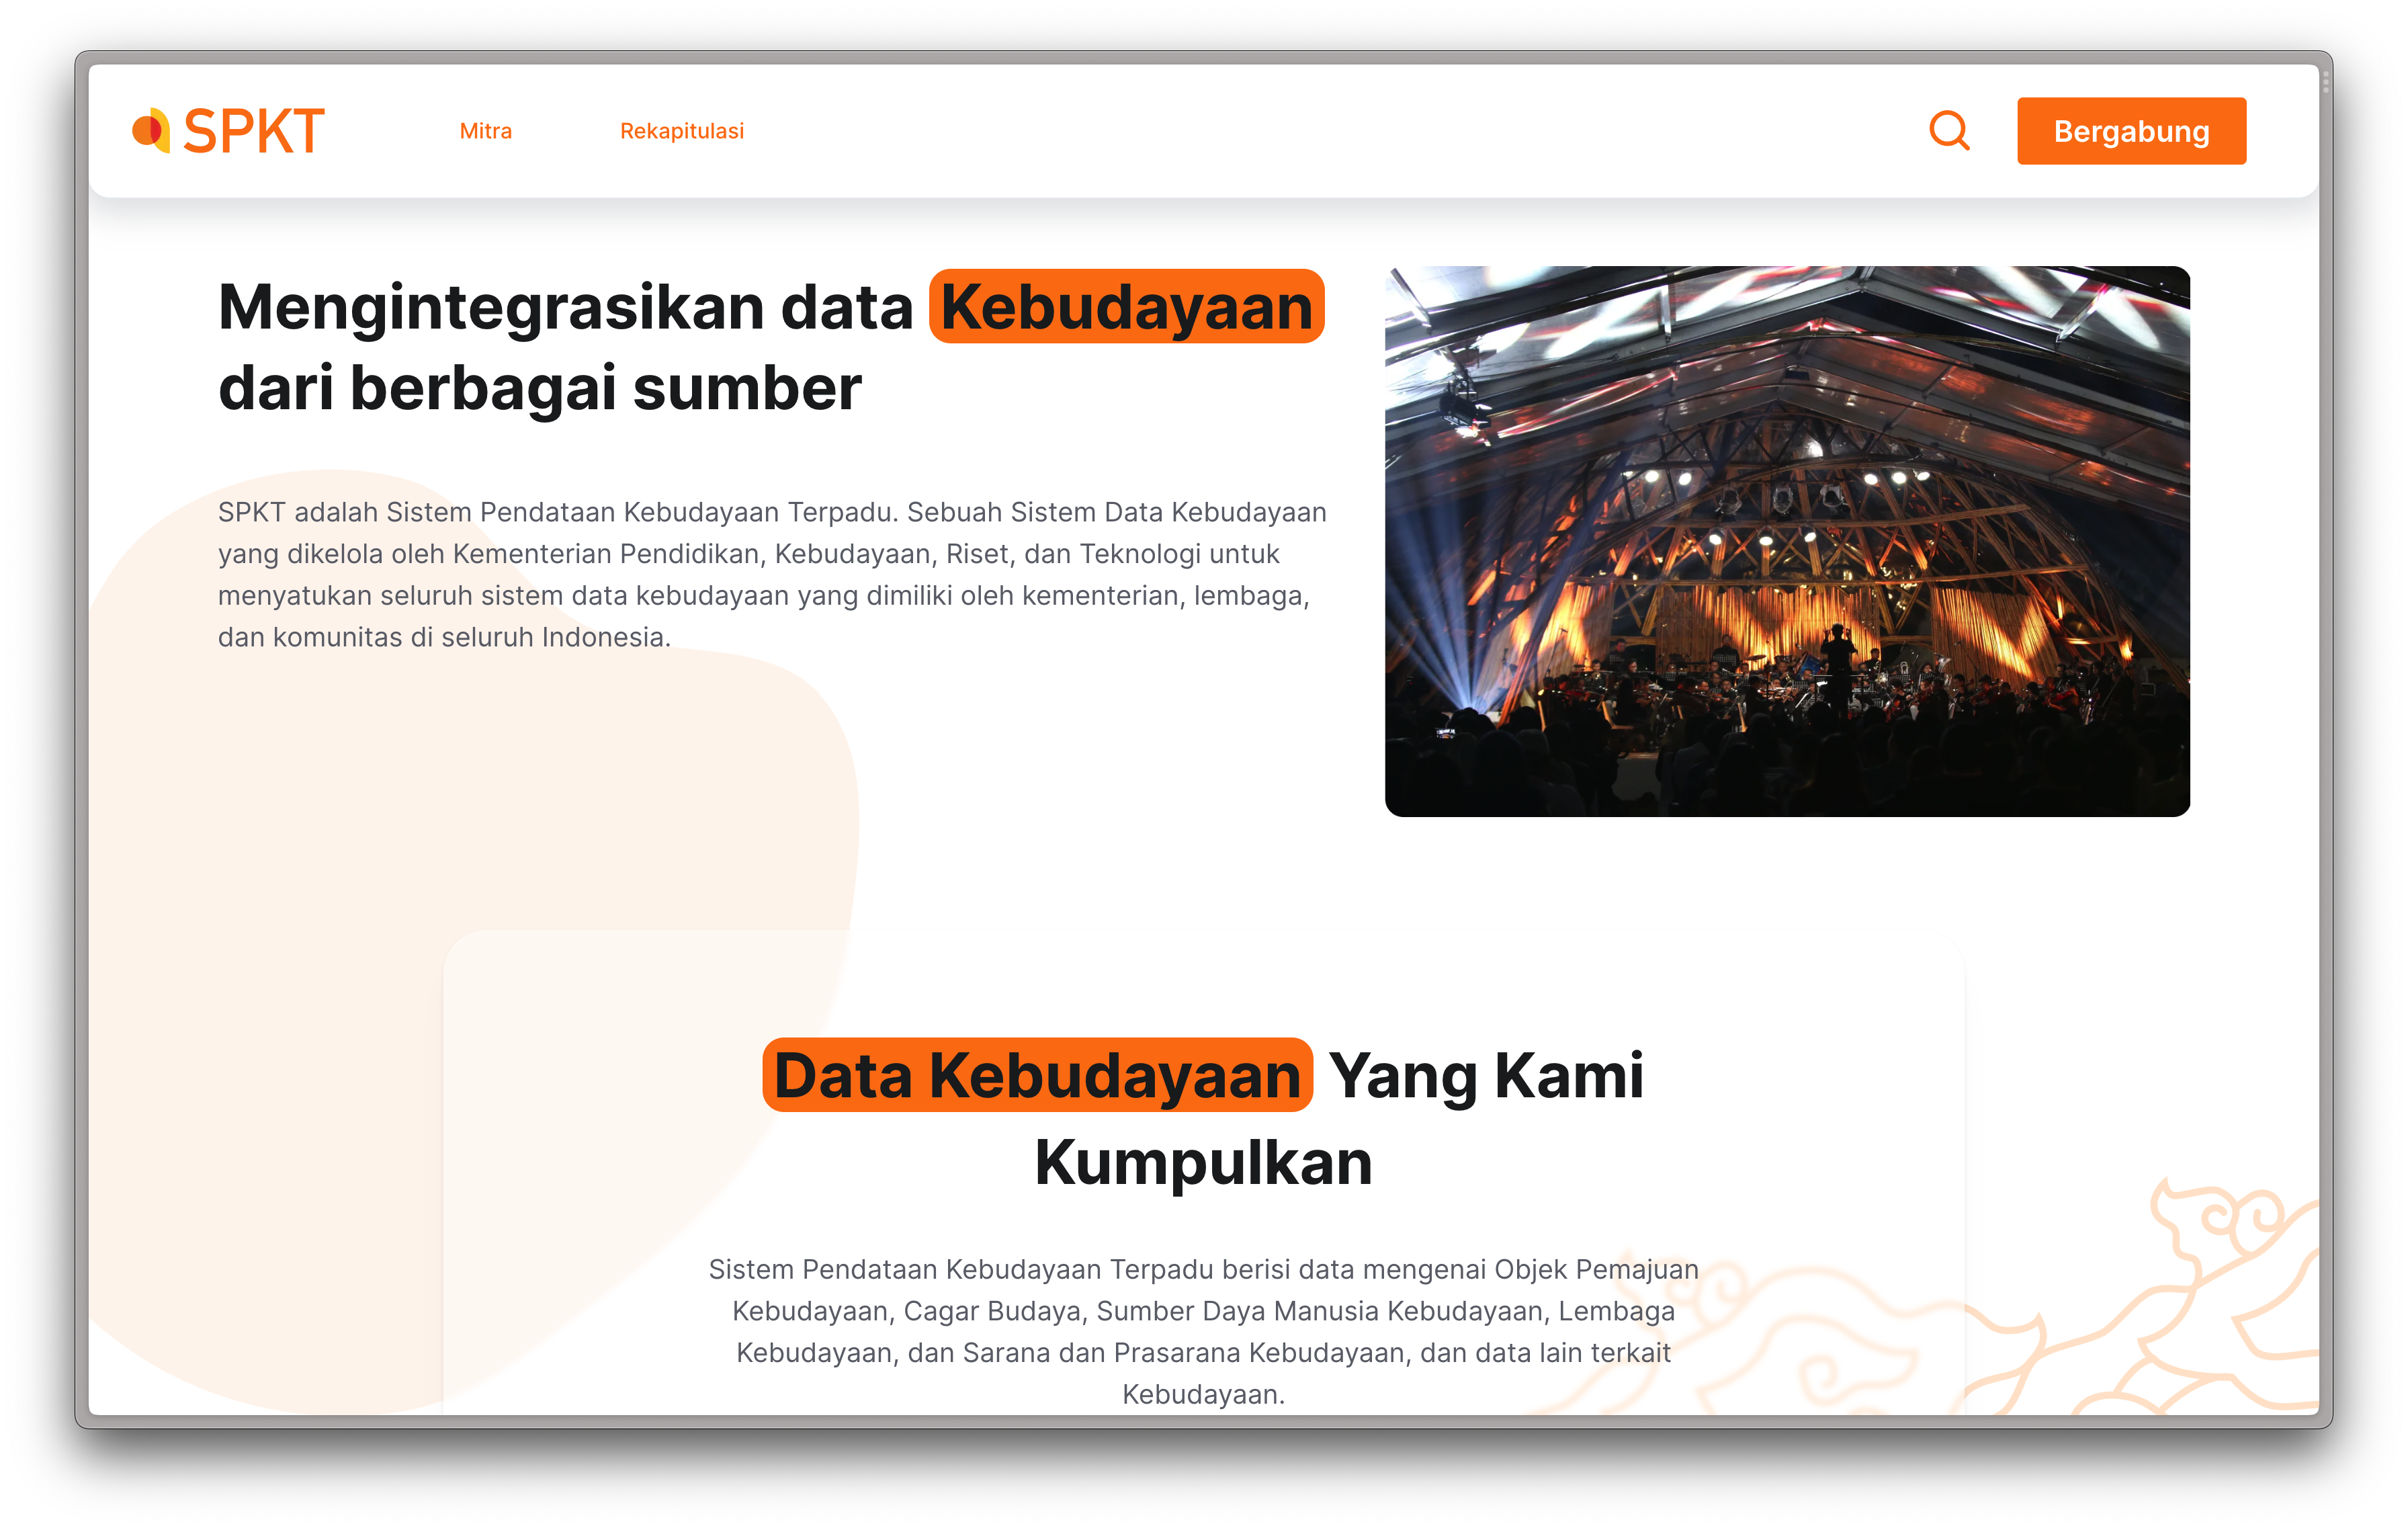 SPKT
Mitra
Rekapitulasi
Bergabung
Mengintegrasikan data Kebudayaan
dari berbagai sumber
SPKT adalah Sistem Pendataan Kebudayaan Terpadu. Sebuah Sistem Data Kebudayaan
yang dikelola oleh Kementerian Pendidikan, Kebudayaan, Riset, dan Teknologi untuk
menyatukan seluruh sistem data kebudayaan yang dimiliki oleh kementerian, lembaga,
dan komunitas di seluruh Indonesia.
Data Kebudayaan Yang Kami
Kumpulkan
Sistem Pendataan Kebudayaan Terpadu berisi data mengenai Objek Pemajuan
Kebudayaan, Cagar Budaya, Sumber Daya Manusia Kebudayaan, Lembaga
Kebudayaan, dan Sarana dan Prasarana Kebudayaan, dan data lain terkait
Kebudayaan.